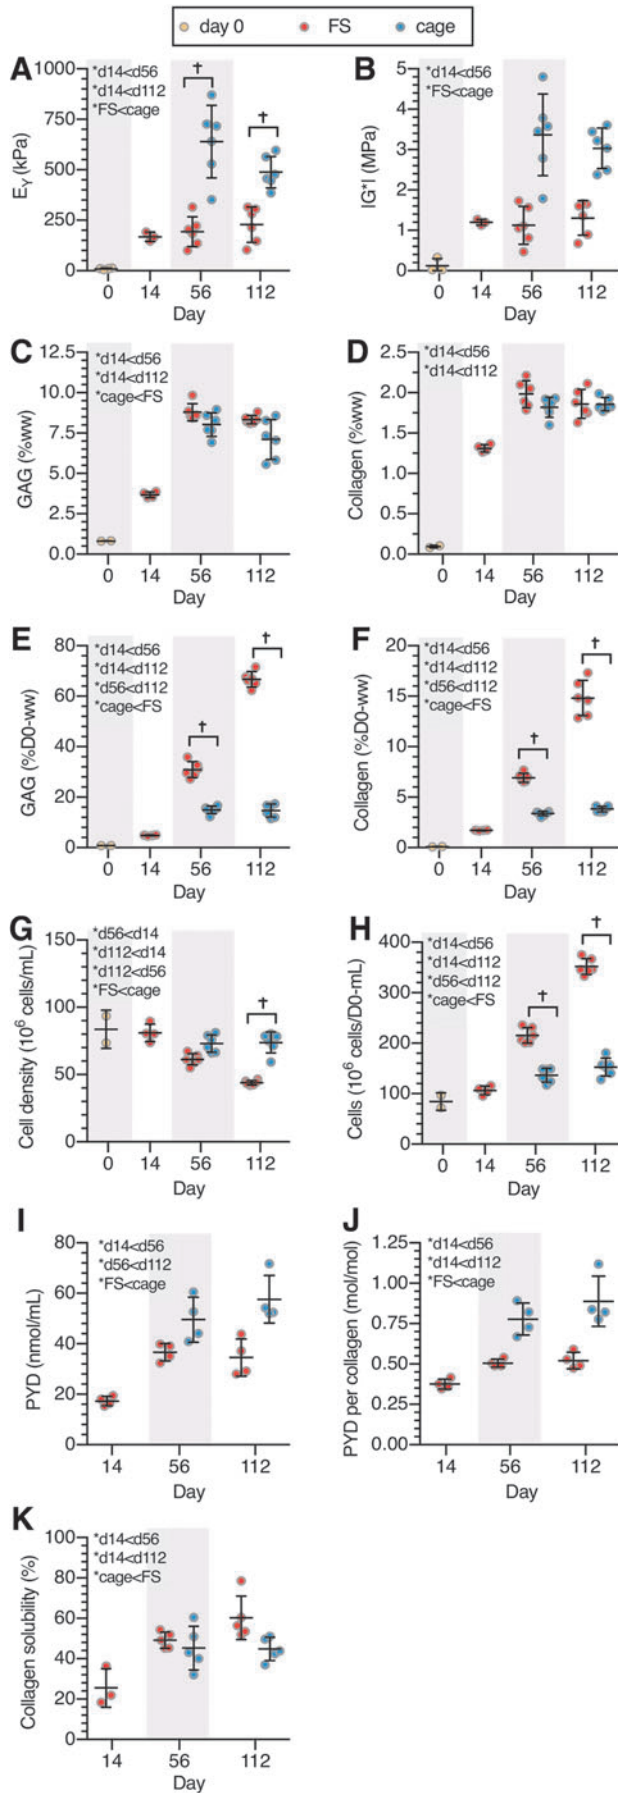 day 0 FS cage
A
*d14<d56
*d14<d112
*FS<cage
†
†
1000
750
500
250
0
E_Y (kPa)
0 14 56 112
Day
B
*d14<d56
*FS<cage
5
4
3
2
1
0
IG*I (MPa)
0 14 56 112
Day
C
*d14<d56
*d14<d112
*cage<FS
12.5
10.0
7.5
5.0
2.5
0.0
GAG (%ww)
0 14 56 112
Day
D
*d14<d56
*d14<d112
2.5
2.0
1.5
1.0
0.5
0.0
Collagen (%ww)
0 14 56 112
Day
E
*d14<d56
*d14<d112
*d56<d112
*cage<FS
†
†
80
60
40
20
0
GAG (%D0-ww)
0 14 56 112
Day
F
*d14<d56
*d14<d112
*d56<d112
*cage<FS
†
†
20
15
10
5
0
Collagen (%D0-ww)
0 14 56 112
Day
G
*d56<d14
*d112<d14
*d112<d56
*FS<cage
†
150
100
50
0
Cell density (10⁶ cells/mL)
0 14 56 112
Day
H
*d14<d56
*d14<d112
*d56<d112
*cage<FS
†
†
400
300
200
100
0
Cells (10⁶ cells/D0-mL)
0 14 56 112
Day
I
*d14<d56
*d56<d112
*FS<cage
80
60
40
20
0
PYD (nmol/mL)
14 56 112
Day
J
*d14<d56
*d14<d112
*FS<cage
1.25
1.00
0.75
0.50
0.25
0.00
PYD per collagen (mol/mol)
14 56 112
Day
K
*d14<d56
*d14<d112
*cage<FS
100
80
60
40
20
0
Collagen solubility (%)
14 56 112
Day